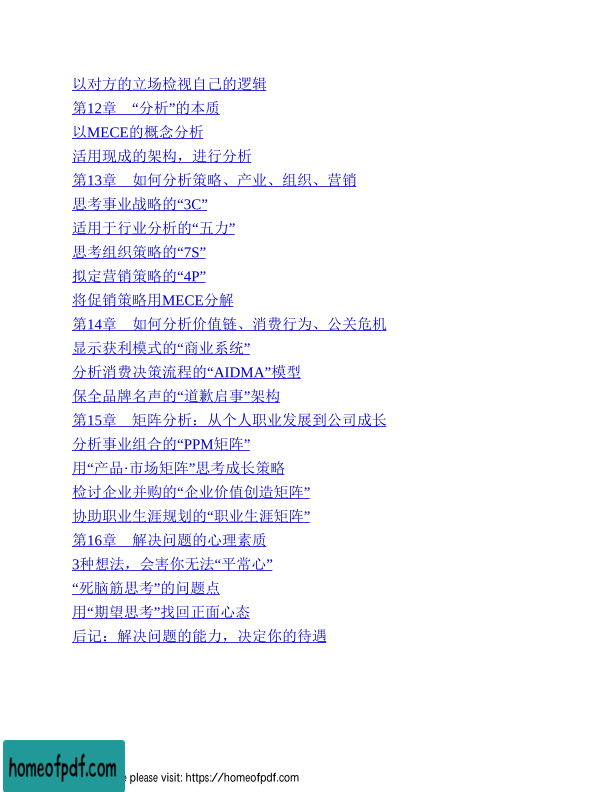 以对方的立场检视自己的逻辑
第12章　“分析”的本质
以MECE的概念分析
活用现成的架构，进行分析
第13章　如何分析策略、产业、组织、营销
思考事业战略的“3C”
适用于行业分析的“五力”
思考组织策略的“7S”
拟定营销策略的“4P”
将促销策略用MECE分解
第14章　如何分析价值链、消费行为、公关危机
显示获利模式的“商业系统”
分析消费决策流程的“AIDMA”模型
保全品牌名声的“道歉启事”架构
第15章　矩阵分析：从个人职业发展到公司成长
分析事业组合的“PPM矩阵”
用“产品·市场矩阵”思考成长策略
检讨企业并购的“企业价值创造矩阵”
协助职业生涯规划的“职业生涯矩阵”
第16章　解决问题的心理素质
3种想法，会害你无法“平常心”
“死脑筋思考”的问题点
用“期望思考”找回正面心态
后记：解决问题的能力，决定你的待遇
homeofpdf.com
please visit: https://homeofpdf.com